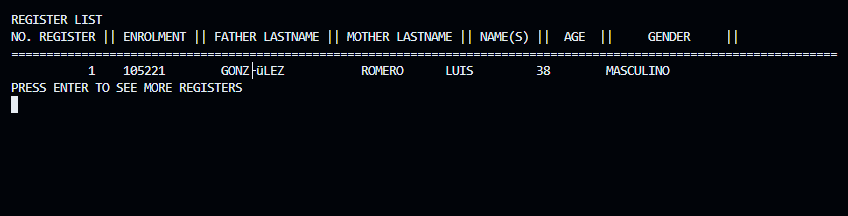 REGISTER LIST
NO. REGISTER || ENROLMENT || FATHER LASTNAME || MOTHER LASTNAME || NAME(S) || AGE || GENDER ||
==========================================================================================================================
1 105221 GONZ├üLEZ ROMERO LUIS 38 MASCULINO
PRESS ENTER TO SEE MORE REGISTERS